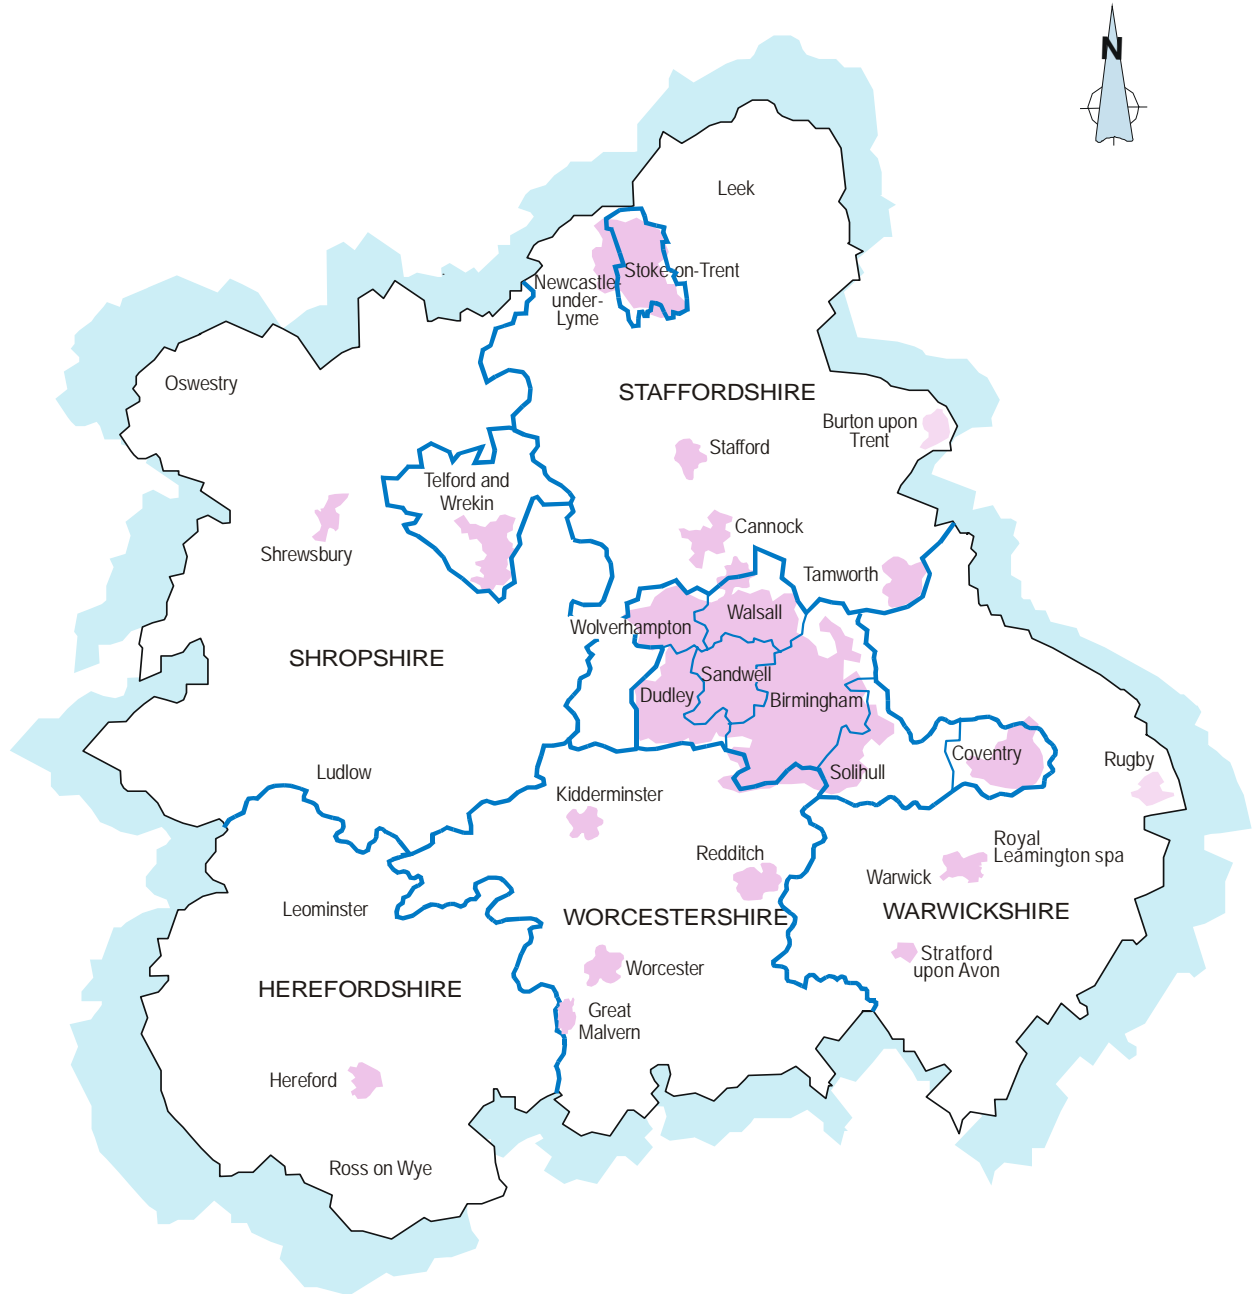 N
Leek
Stoke-on-Trent
Newcastle-
under-
Lyme
Oswestry
STAFFORDSHIRE
Burton upon
Trent
Stafford
Telford and
Wrekin
Cannock
Shrewsbury
Tamworth
Walsall
Wolverhampton
SHROPSHIRE
Sandwell
Dudley
Birmingham
Coventry
Rugby
Ludlow
Solihull
Kidderminster
Royal
Leamington spa
Redditch
Warwick
Leominster
WORCESTERSHIRE
WARWICKSHIRE
Stratford
upon Avon
Worcester
HEREFORDSHIRE
Great
Malvern
Hereford
Ross on Wye